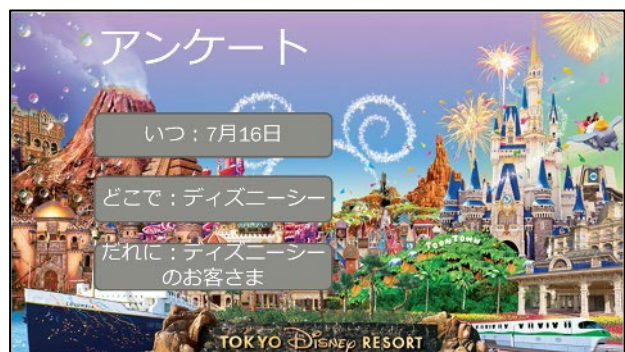 アンケート
いつ：7月16日
どこで：ディズニーシー
だれに：ディズニーシー
のお客さま
TOONTOWN
TOKYO Disney RESORT